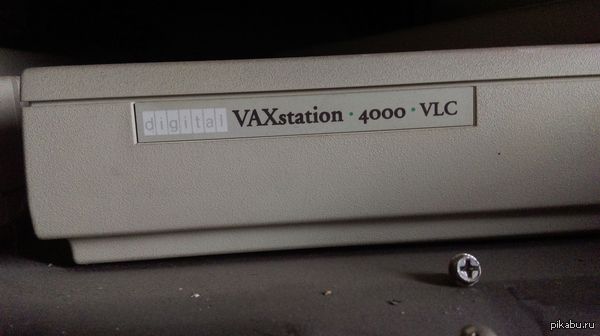 digital VAXstation · 4000 · VLC
pikabu.ru